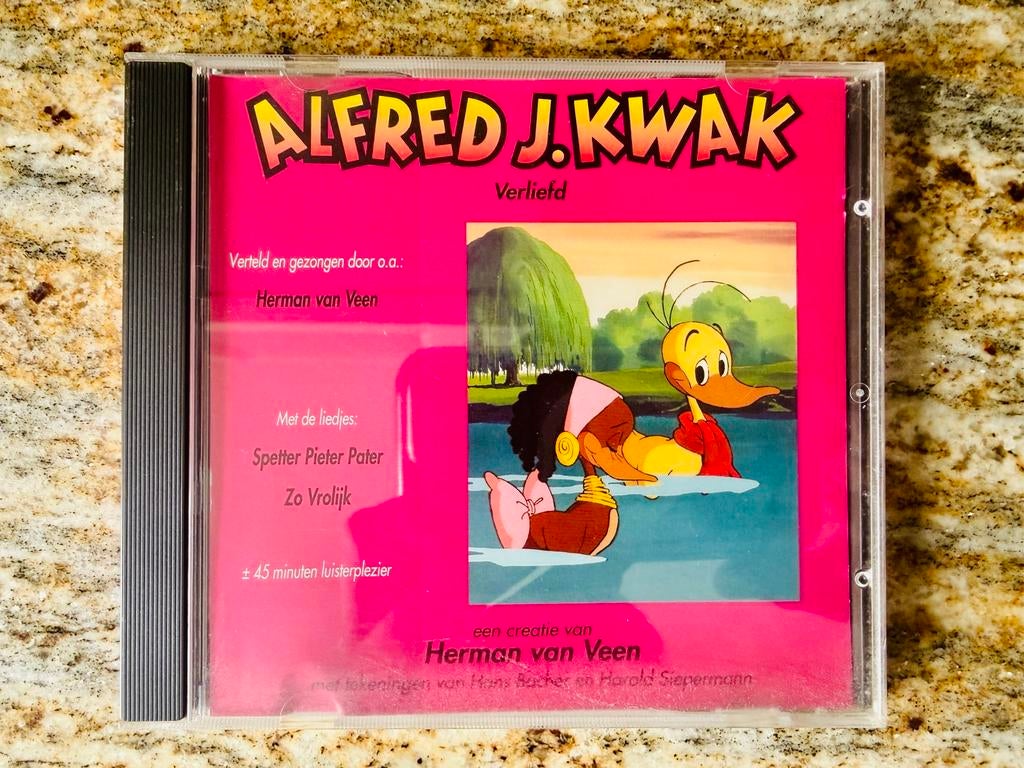 ALFRED J. KWAK
Verliefd
Verteld en gezongen door o.a.:
Herman van Veen
Met de liedjes:
Spetter Pieter Pater
Zo Vrolijk
± 45 minuten luisterplezier
een creatie van
Herman van Veen
met tekeningen van Hans Bacher en Harold Siepermann